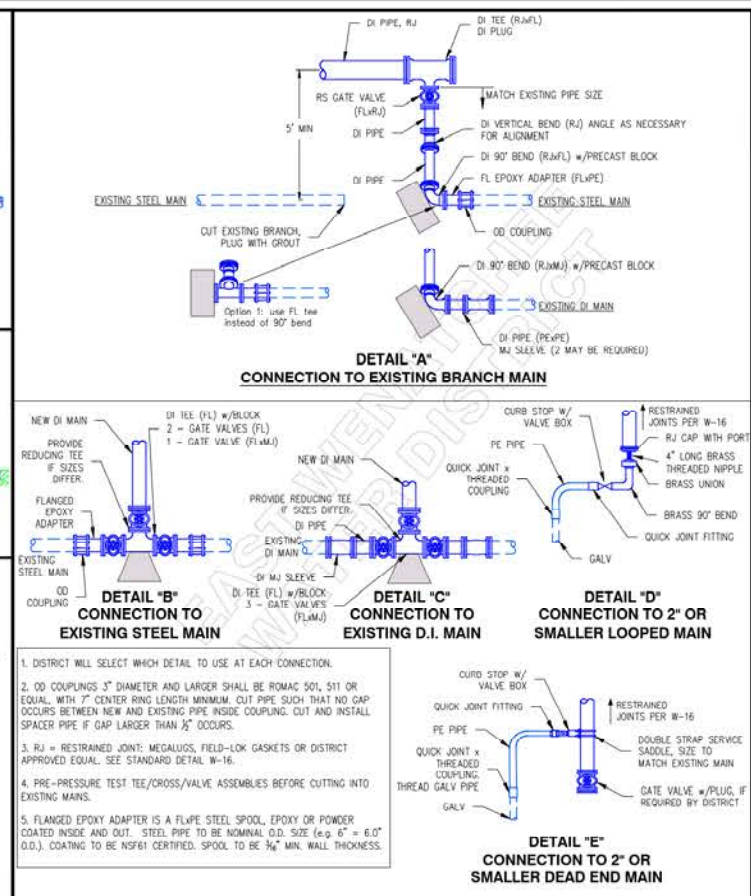 DI PIPE, RJ
DI TEE (RJxFL)
DI PLUG
RS GATE VALVE
(FLxRJ)
MATCH EXISTING PIPE SIZE
5' MIN
DI PIPE
DI VERTICAL BEND (RJ) ANGLE AS NECESSARY
FOR ALIGNMENT
DI PIPE
DI 90° BEND (RJxFL) w/PRECAST BLOCK
FL EPOXY ADAPTER (FLxPE)
EXISTING STEEL MAIN
EXISTING STEEL MAIN
CUT EXISTING BRANCH,
PLUG WITH GROUT
OD COUPLING
DI 90° BEND (RJxMJ) w/PRECAST BLOCK
Option 1: use FL tee
instead of 90° bend
EXISTING DI MAIN
DI PIPE (PExPE)
MJ SLEEVE (2 MAY BE REQUIRED)
DETAIL "A"
CONNECTION TO EXISTING BRANCH MAIN
EAST WENATCHEE
WATER DISTRICT
NEW DI MAIN
DI TEE (FL) w/BLOCK
2 - GATE VALVES (FL)
1 - GATE VALVE (FLxMJ)
PROVIDE
REDUCING TEE
IF SIZES
DIFFER.
FLANGED
EPOXY
ADAPTER
EXISTING
STEEL MAIN
OD
COUPLING
DETAIL "B"
CONNECTION TO
EXISTING STEEL MAIN
NEW DI MAIN
PROVIDE REDUCING TEE
IF SIZES DIFFER.
DI PIPE
EXISTING
DI MAIN
DI MJ SLEEVE
DI TEE (FL) w/BLOCK
3 - GATE VALVES
(FLxMJ)
DETAIL "C"
CONNECTION TO
EXISTING D.I. MAIN
CURB STOP W/
VALVE BOX
RESTRAINED
JOINTS PER W-16
PE PIPE
RJ CAP WITH PORT
4" LONG BRASS
THREADED NIPPLE
QUICK JOINT x
THREADED
COUPLING
BRASS UNION
BRASS 90° BEND
QUICK JOINT FITTING
GALV
DETAIL "D"
CONNECTION TO 2" OR
SMALLER LOOPED MAIN
1. DISTRICT WILL SELECT WHICH DETAIL TO USE AT EACH CONNECTION.
2. OD COUPLINGS 3" DIAMETER AND LARGER SHALL BE ROMAC 501, 511 OR
EQUAL, WITH 7" CENTER RING LENGTH MINIMUM. CUT PIPE SUCH THAT NO GAP
OCCURS BETWEEN NEW AND EXISTING PIPE INSIDE COUPLING. CUT AND INSTALL
SPACER PIPE IF GAP LARGER THAN ½" OCCURS.
3. RJ = RESTRAINED JOINT: MEGALUGS, FIELD-LOK GASKETS OR DISTRICT
APPROVED EQUAL. SEE STANDARD DETAIL W-16.
4. PRE-PRESSURE TEST TEE/CROSS/VALVE ASSEMBLIES BEFORE CUTTING INTO
EXISTING MAINS.
5. FLANGED EPOXY ADAPTER IS A FLxPE STEEL SPOOL, EPOXY OR POWDER
COATED INSIDE AND OUT. STEEL PIPE TO BE NOMINAL O.D. SIZE (e.g. 6" = 6.0"
O.D.). COATING TO BE NSF61 CERTIFIED. SPOOL TO BE 3/16" MIN. WALL THICKNESS.
CURB STOP W/
VALVE BOX
QUICK JOINT FITTING
RESTRAINED
JOINTS PER W-16
PE PIPE
DOUBLE STRAP SERVICE
SADDLE, SIZE TO
MATCH EXISTING MAIN
QUICK JOINT x
THREADED
COUPLING.
THREAD GALV PIPE
GATE VALVE w/PLUG, IF
REQUIRED BY DISTRICT
GALV
DETAIL "E"
CONNECTION TO 2" OR
SMALLER DEAD END MAIN